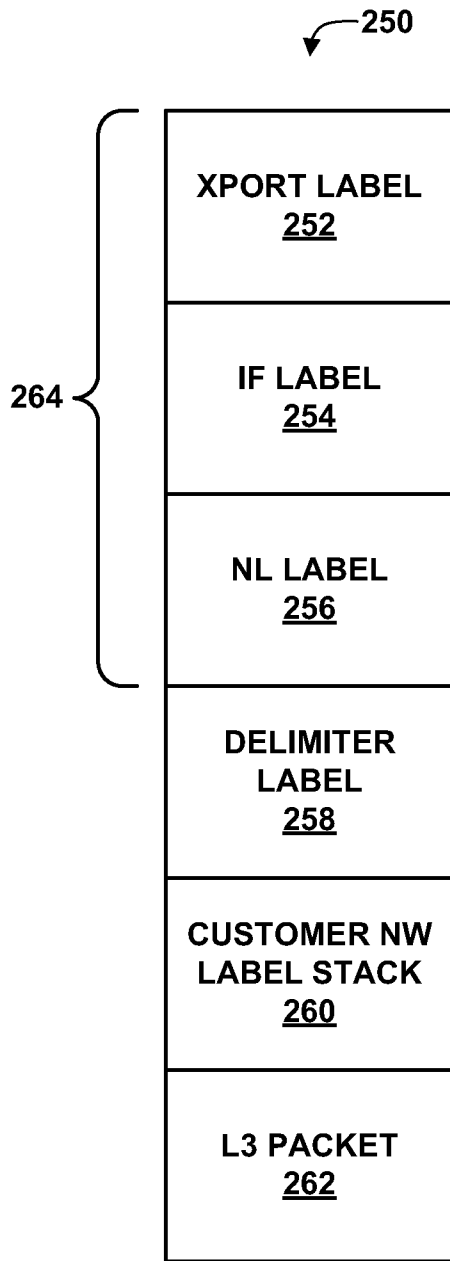 250
XPORT LABEL
252
IF LABEL
254
264
NL LABEL
256
DELIMITER
LABEL
258
CUSTOMER NW
LABEL STACK
260
L3 PACKET
262